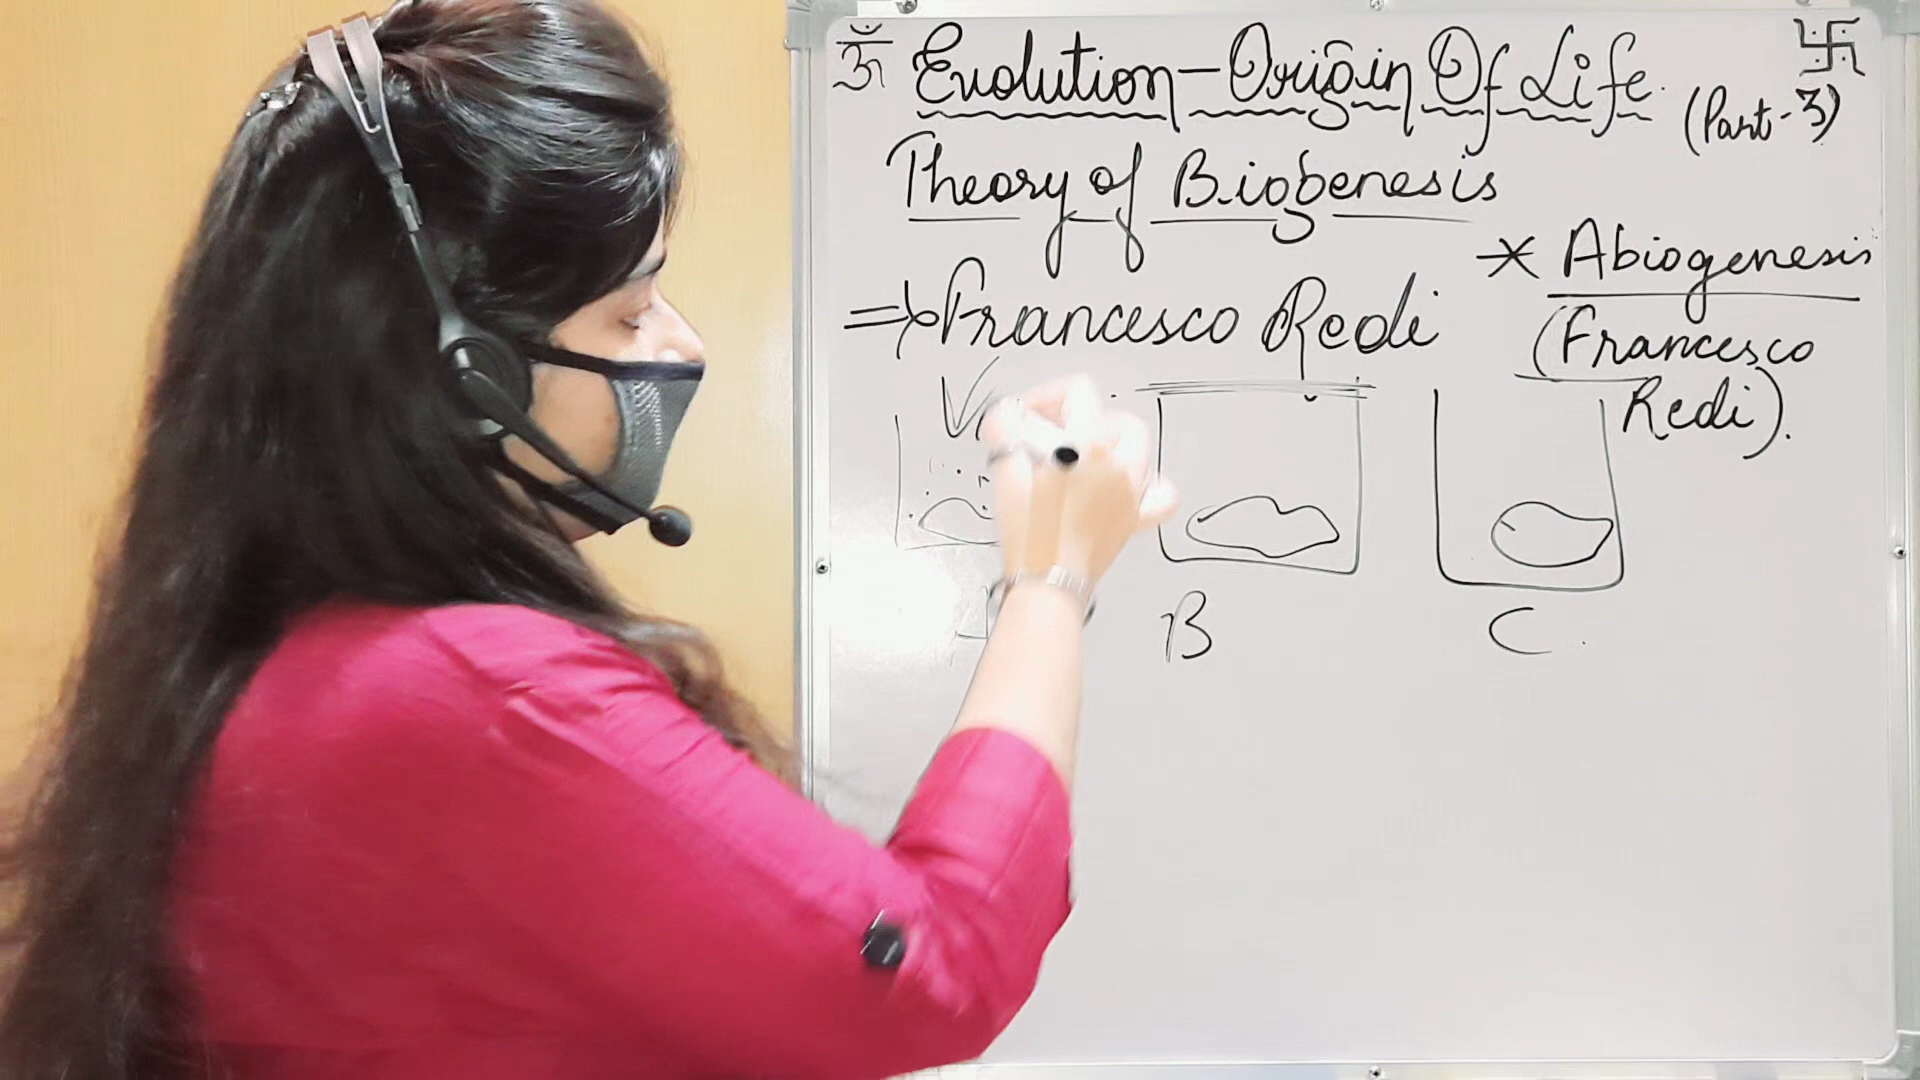 ॐ Evolution - Origin Of Life. 卐
(Part-3)
Theory of Biogenesis
* Abiogenesis
(Francesco
Redi).
=> Francesco Redi
B C.